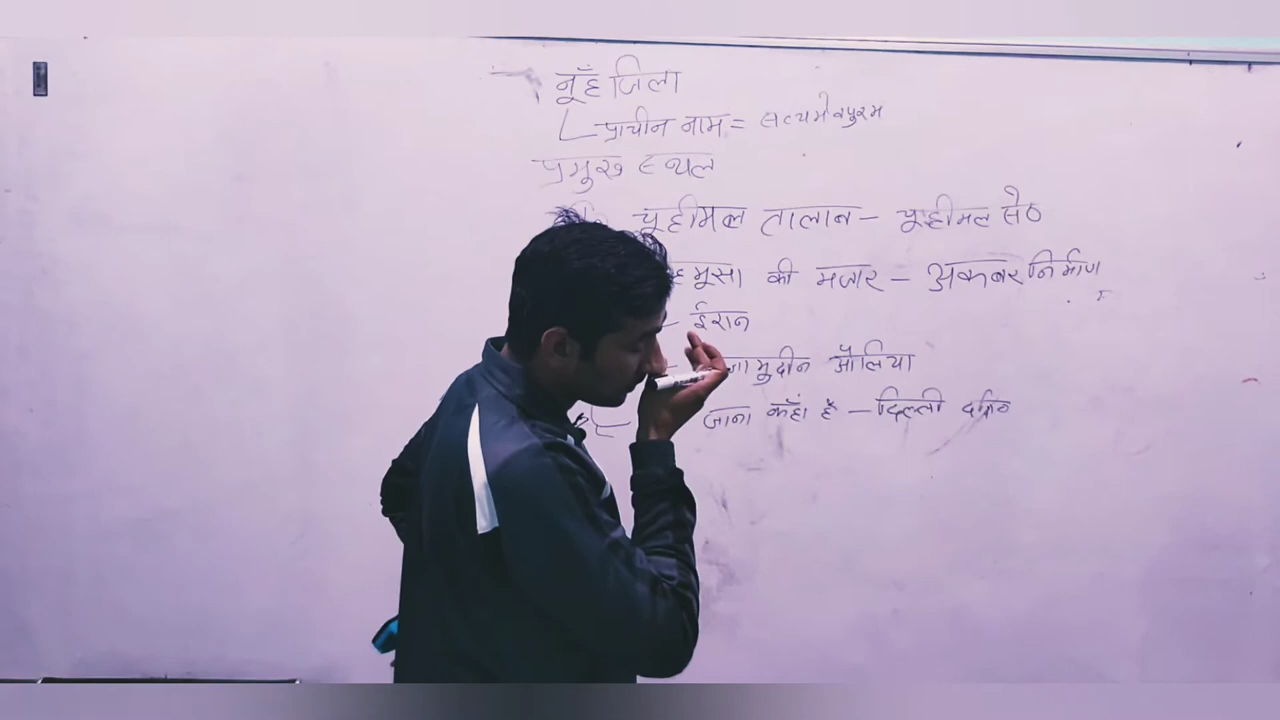 नूँह जिला
प्राचीन नाम = सत्यमेवपुरम
प्रमुख स्थल
चूहीमल तालाब - चूहीमल सेठ
मूसा की मजार - अकबर निर्माण
- ईरान
औलिया
जाना कहाँ है - दिल्ली